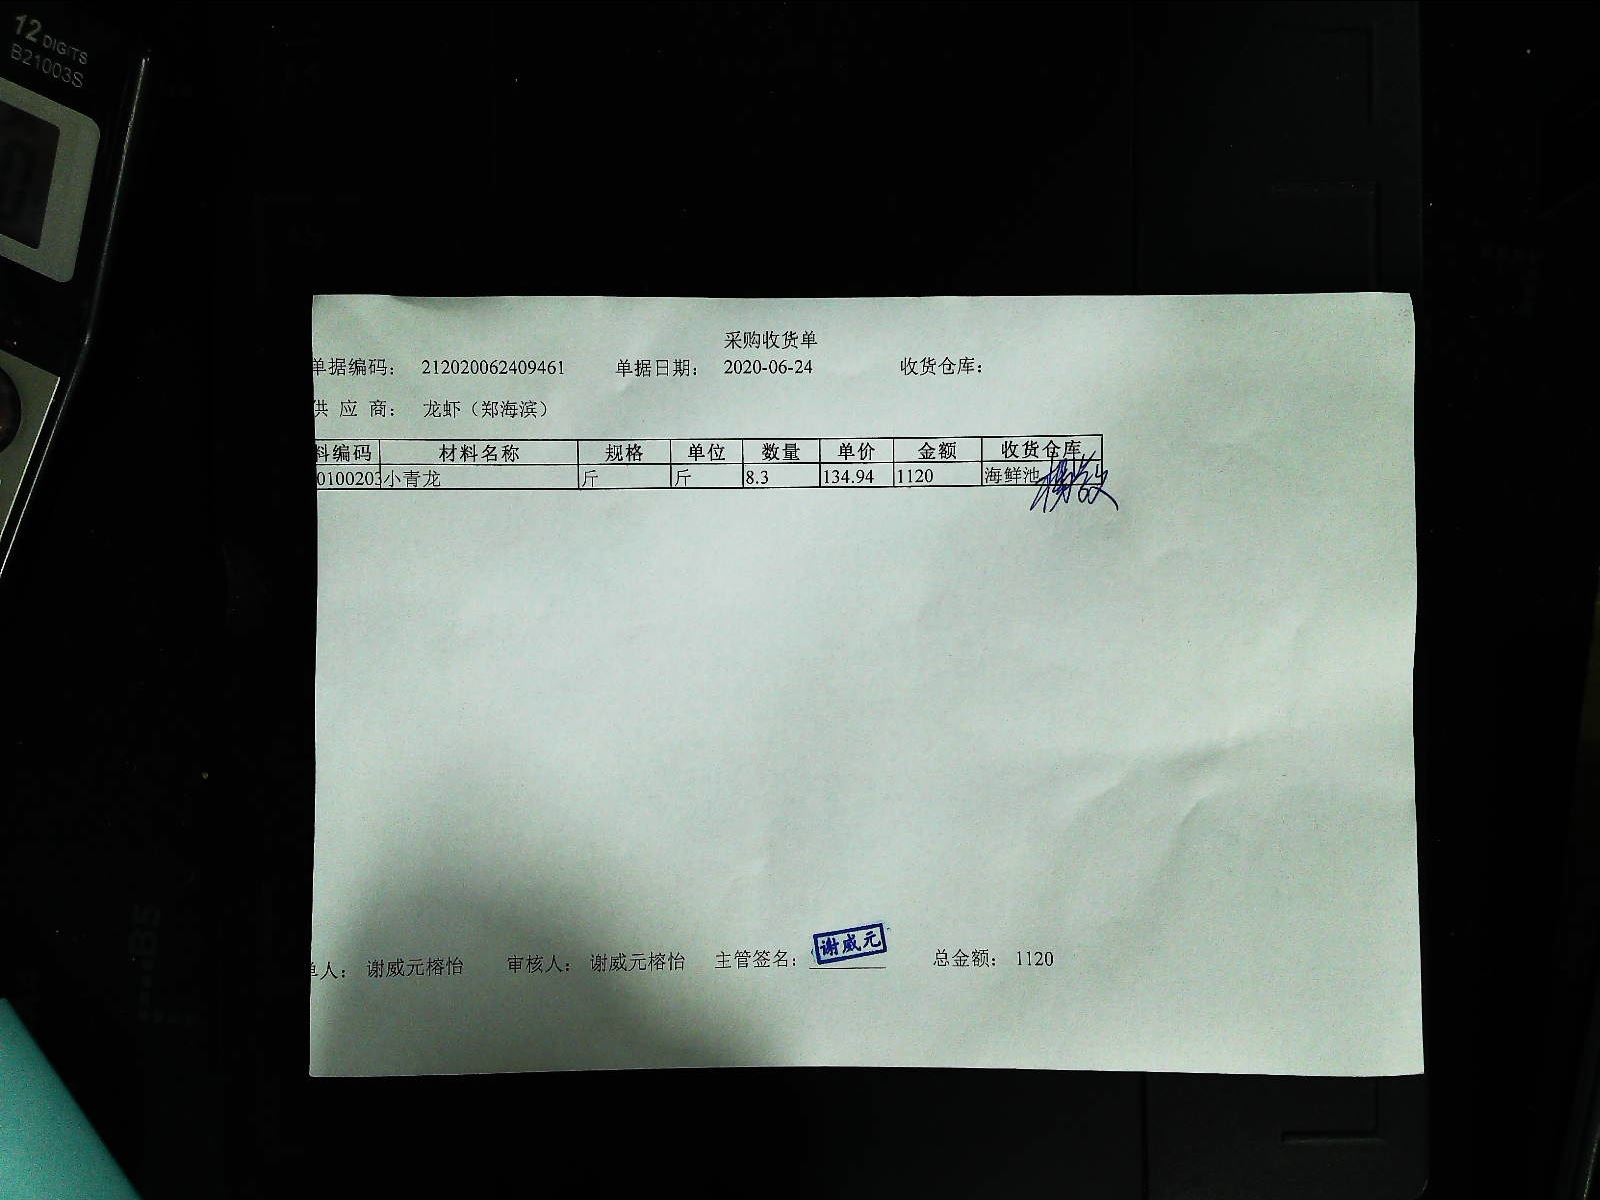 12 DIGITS
B21003S
采购收货单
单据编码: 212020062409461 单据日期: 2020-06-24 收货仓库:
供应商: 龙虾（郑海滨）
料编码 材料名称 规格 单位 数量 单价 金额 收货仓库
0100203 小青龙 斤 斤 8.3 134.94 1120 海鲜池
单人: 谢威元榕怡 审核人: 谢威元榕怡 主管签名: 谢威元 总金额: 1120